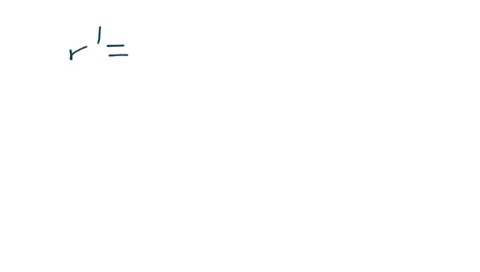 r' =